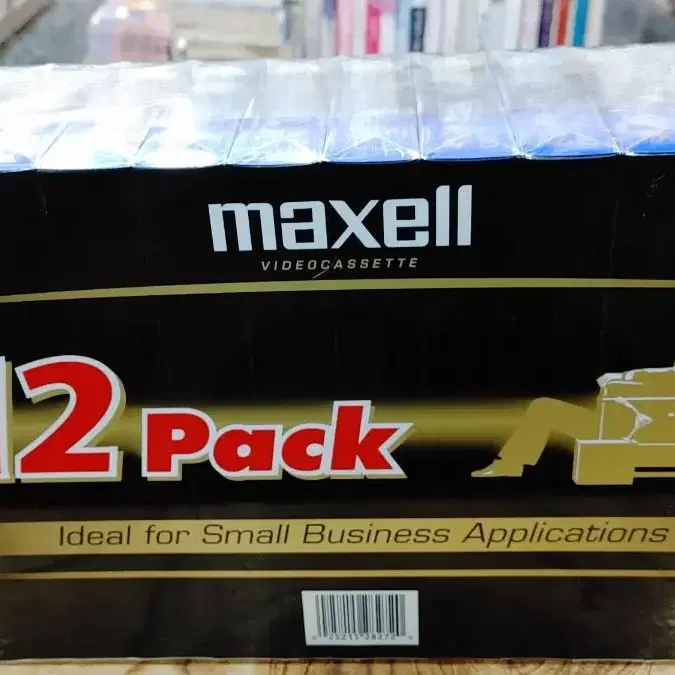 maxell
VIDEOCASSETTE
12 Pack
Ideal for Small Business Applications